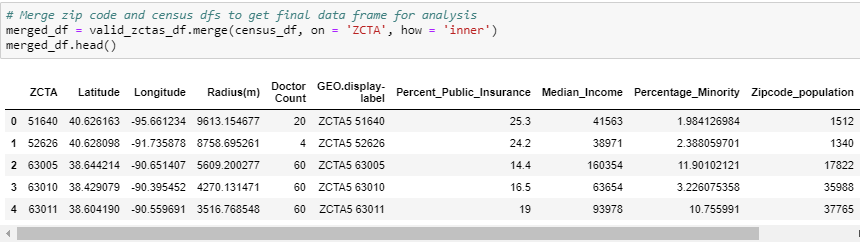 # Merge zip code and census dfs to get final data frame for analysis
merged_df = valid_zctas_df.merge(census_df, on = 'ZCTA', how = 'inner')
merged_df.head()
ZCTA Latitude Longitude Radius(m) Doctor Count GEO.display-label Percent_Public_Insurance Median_Income Percentage_Minority Zipcode_population
0 51640 40.626163 -95.661234 9613.154677 20 ZCTA5 51640 25.3 41563 1.984126984 1512
1 52626 40.628098 -91.735878 8758.695261 4 ZCTA5 52626 24.2 38971 2.388059701 1340
2 63005 38.644214 -90.651407 5609.200277 60 ZCTA5 63005 14.4 160354 11.90102121 17822
3 63010 38.429079 -90.395452 4270.131471 60 ZCTA5 63010 16.5 63654 3.226075358 35988
4 63011 38.604190 -90.559691 3516.768548 60 ZCTA5 63011 19 93978 10.755991 37765